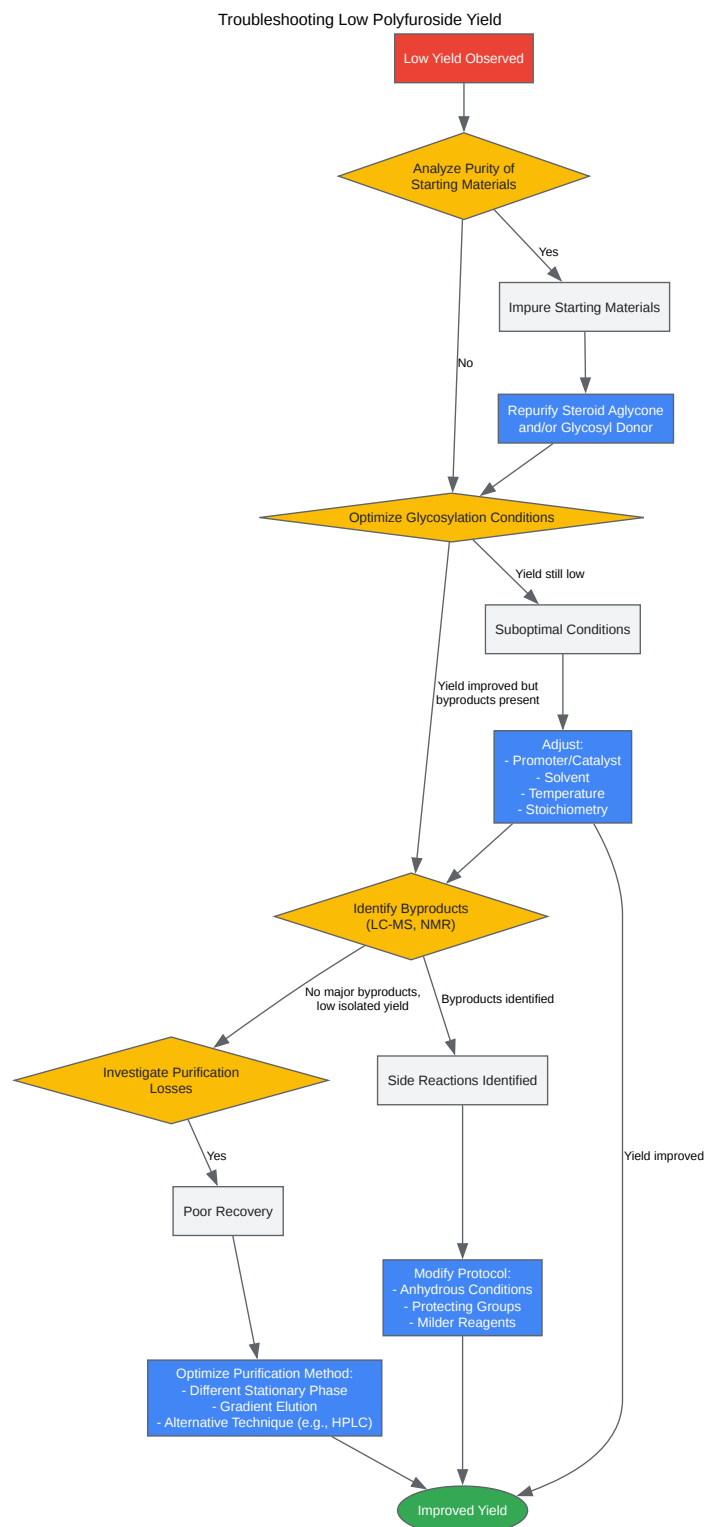 Troubleshooting Low Polyfuroside Yield
Low Yield Observed
Analyze Purity of
Starting Materials
Yes
Impure Starting Materials
No
Repurify Steroid Aglycone
and/or Glycosyl Donor
Optimize Glycosylation Conditions
Yield still low
Suboptimal Conditions
Yield improved but
byproducts present
Adjust:
- Promoter/Catalyst
- Solvent
- Temperature
- Stoichiometry
Identify Byproducts
(LC-MS, NMR)
No major byproducts,
low isolated yield
Byproducts identified
Investigate Purification
Losses
Side Reactions Identified
Yes
Yield improved
Poor Recovery
Modify Protocol:
- Anhydrous Conditions
- Protecting Groups
- Milder Reagents
Optimize Purification Method:
- Different Stationary Phase
- Gradient Elution
- Alternative Technique (e.g., HPLC)
Improved Yield